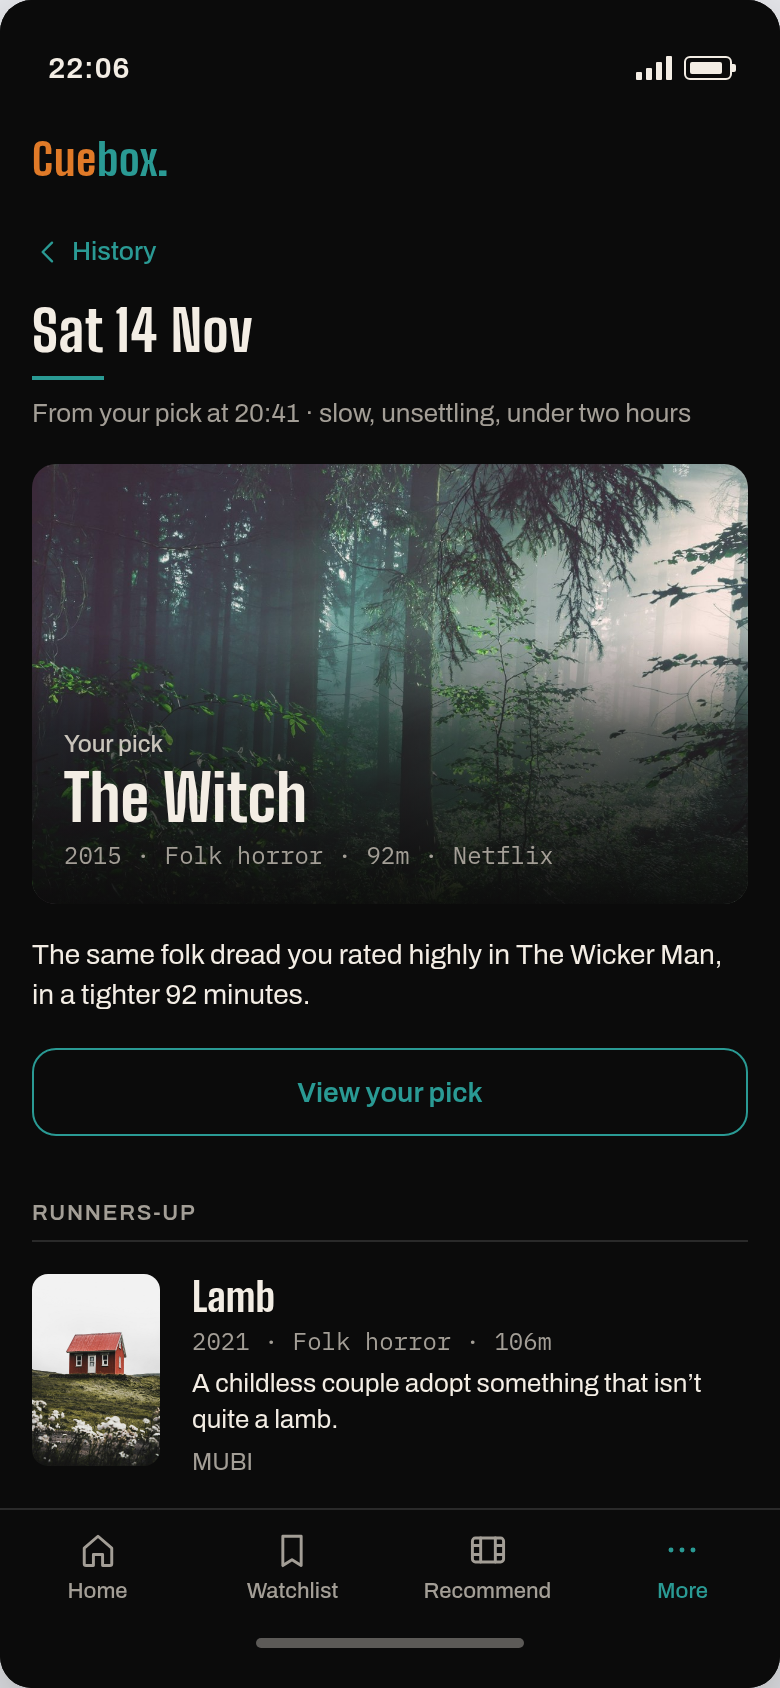 22:06
Cuebox.
History
Sat 14 Nov
From your pick at 20:41 · slow, unsettling, under two hours
Your pick
The Witch
2015 · Folk horror · 92m · Netflix
The same folk dread you rated highly in The Wicker Man,
in a tighter 92 minutes.
View your pick
RUNNERS-UP
Lamb
2021 · Folk horror · 106m
A childless couple adopt something that isn’t
quite a lamb.
MUBI
Home
Watchlist
Recommend
More